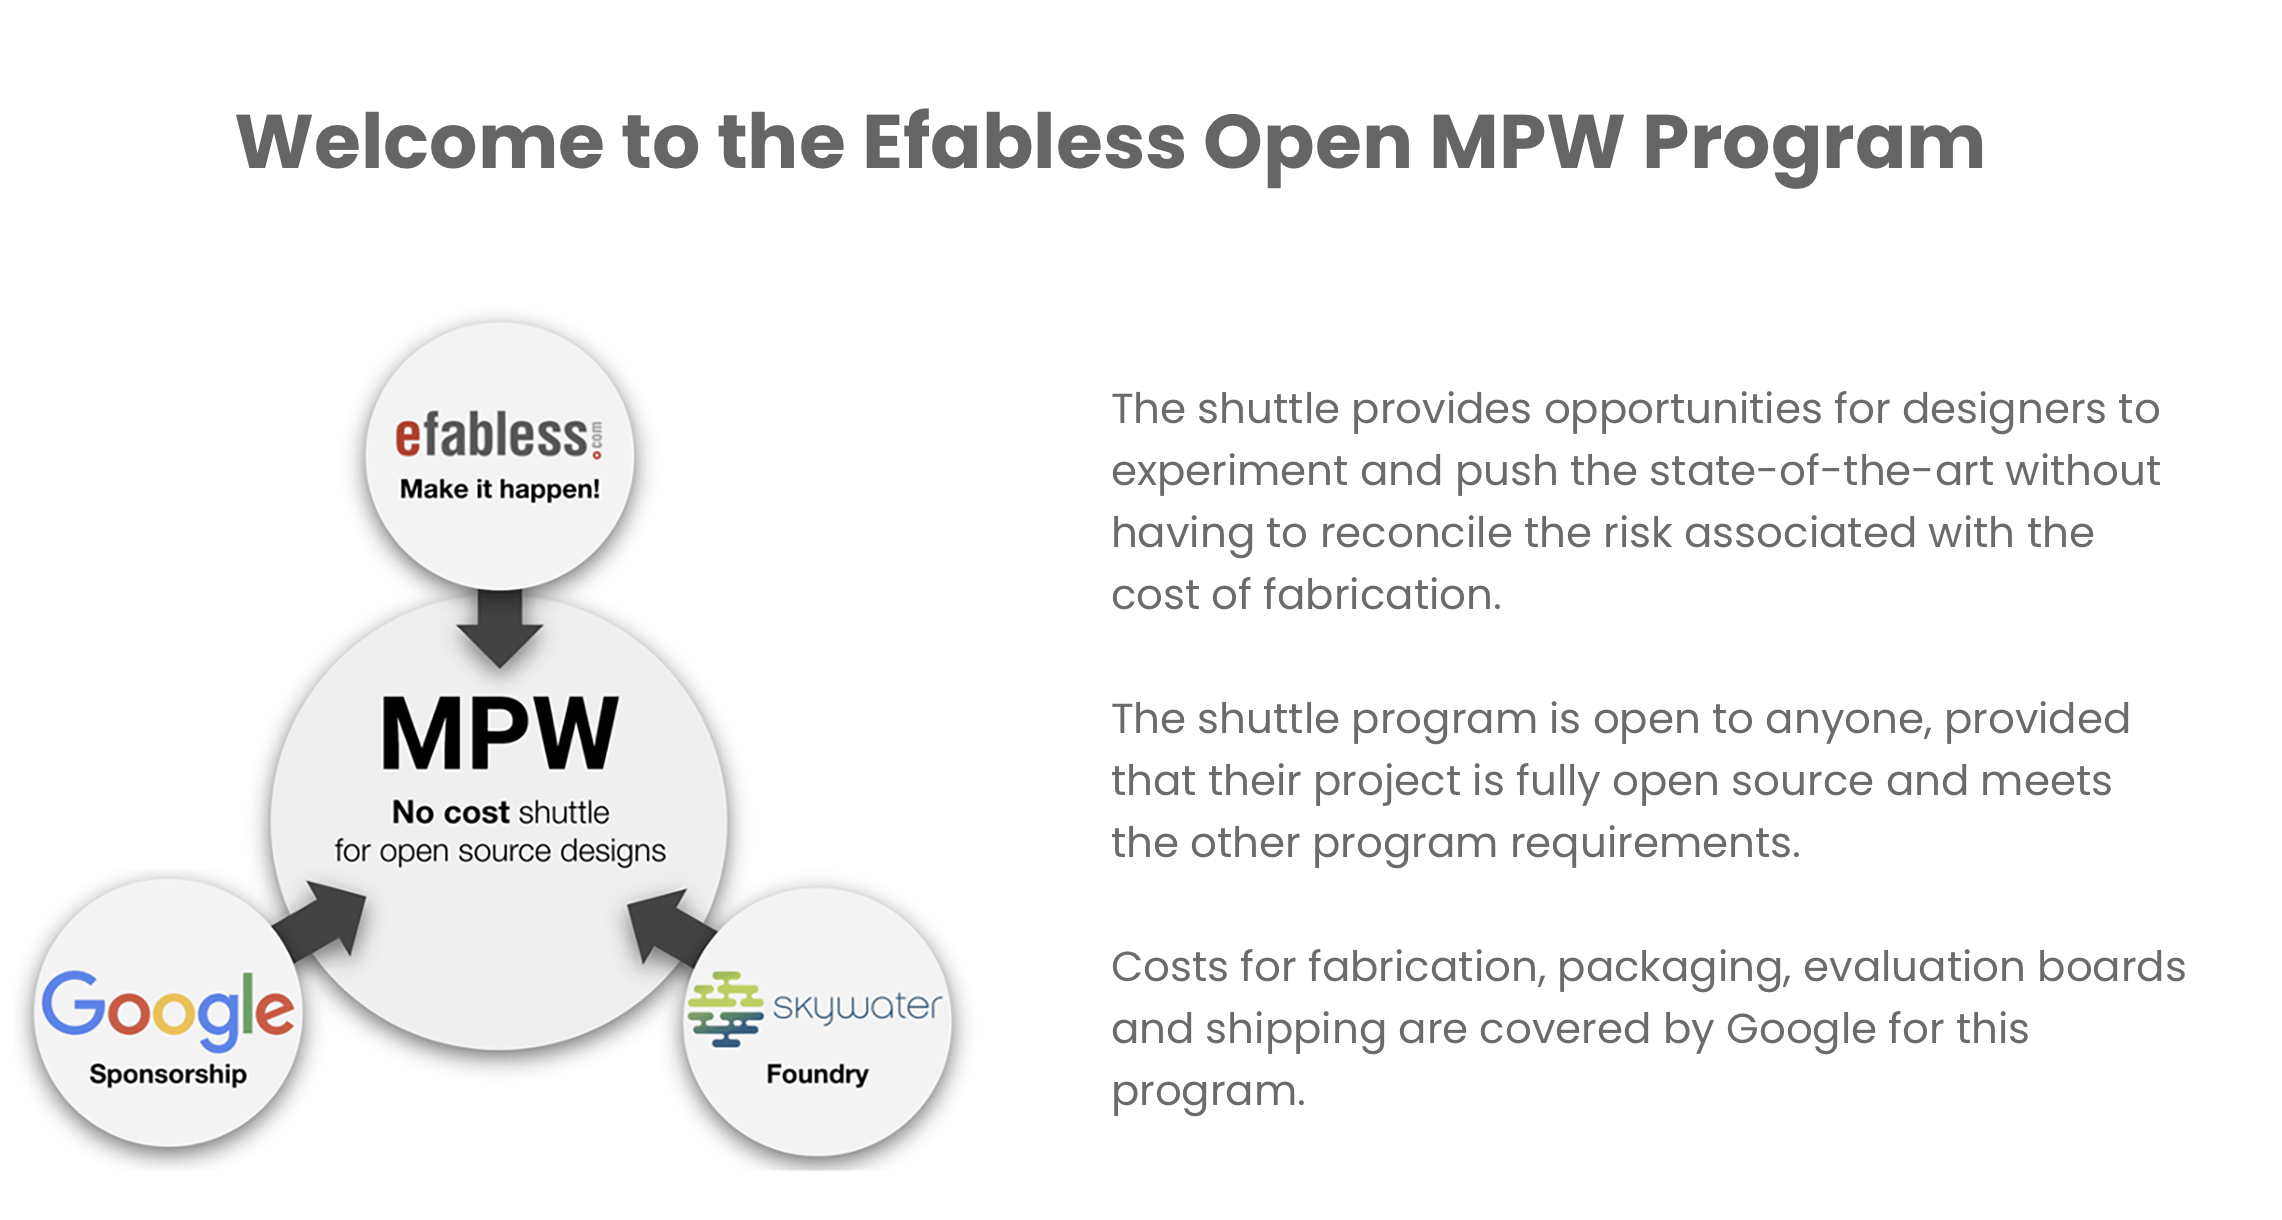 Welcome to the Efabless Open MPW Program
efabless.com
Make it happen!
MPW
No cost shuttle
for open source designs
Google
Sponsorship
skywater
Foundry
The shuttle provides opportunities for designers to
experiment and push the state-of-the-art without
having to reconcile the risk associated with the
cost of fabrication.
The shuttle program is open to anyone, provided
that their project is fully open source and meets
the other program requirements.
Costs for fabrication, packaging, evaluation boards
and shipping are covered by Google for this
program.